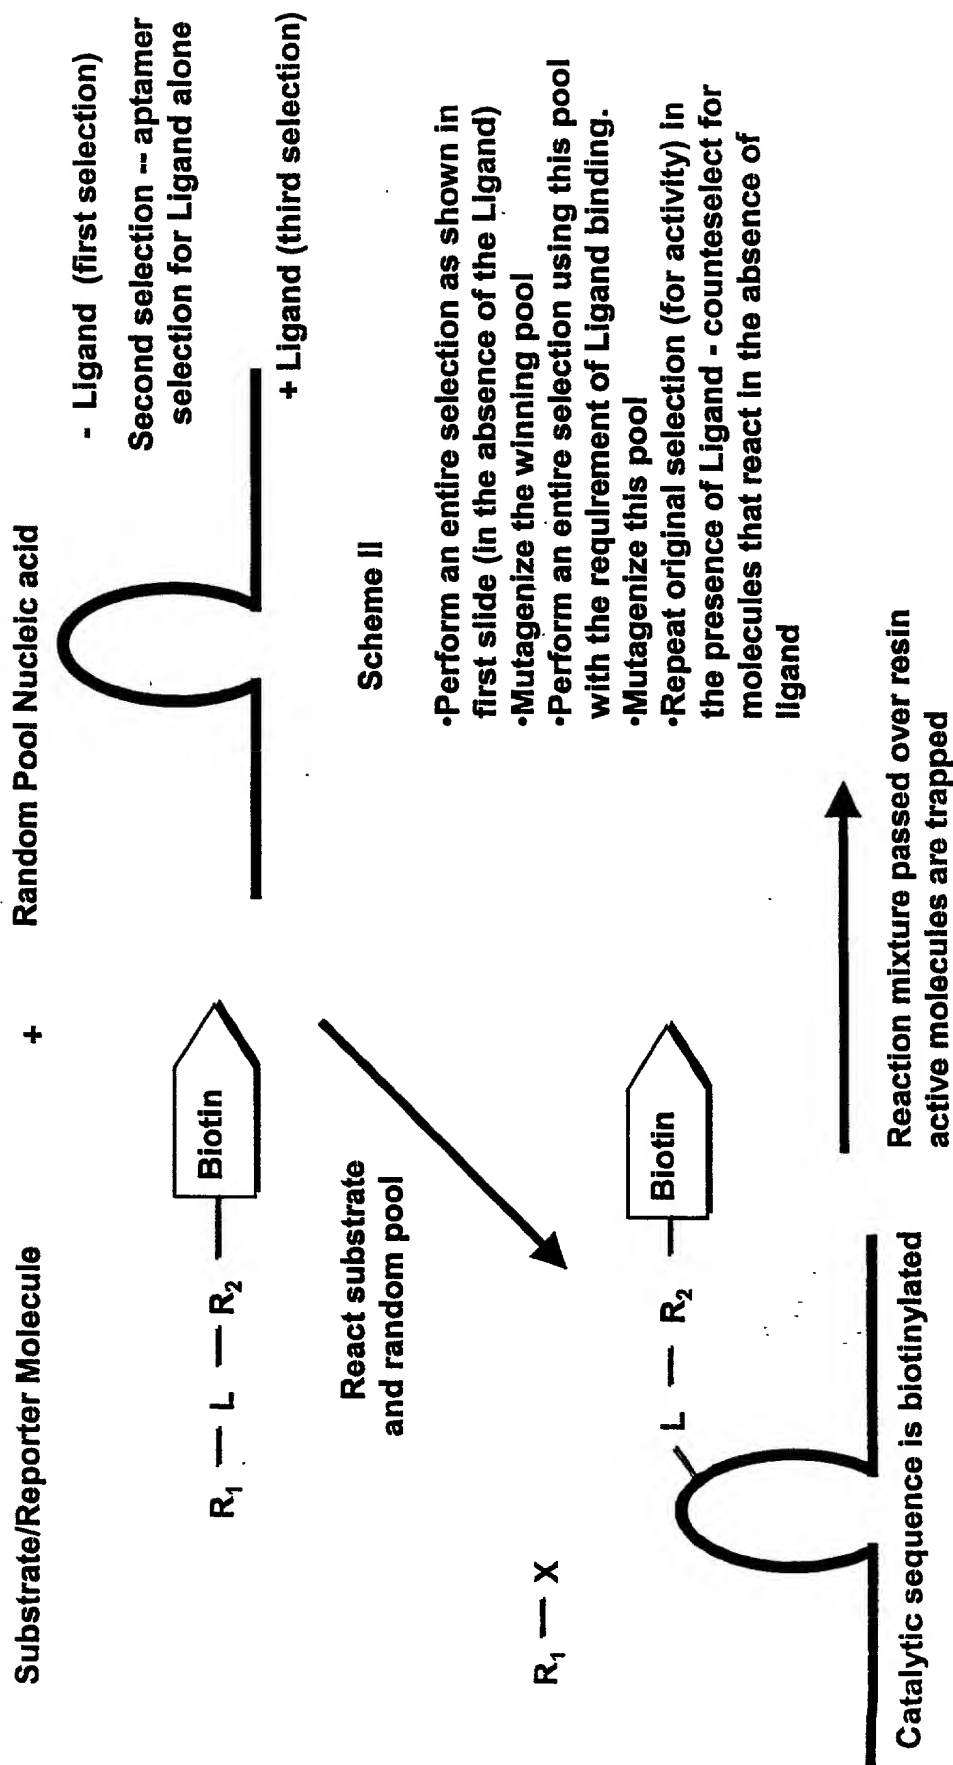 Substrate/Reporter Molecule + Random Pool Nucleic acid
- Ligand (first selection)
Second selection -- aptamer
selection for Ligand alone
+ Ligand (third selection)
R1 — L — R2 — Biotin
React substrate
and random pool
Scheme II
•Perform an entire selection as shown in
first slide (in the absence of the Ligand)
•Mutagenize the winning pool
•Perform an entire selection using this pool
with the requirement of Ligand binding.
•Mutagenize this pool
•Repeat original selection (for activity) in
the presence of Ligand - counteselect for
molecules that react in the absence of
ligand
R1 — X
L — R2 — Biotin
Catalytic sequence is biotinylated
Reaction mixture passed over resin
active molecules are trapped